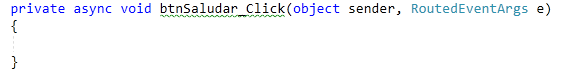 private async void btnSaludar_Click(object sender, RoutedEventArgs e)
{
}